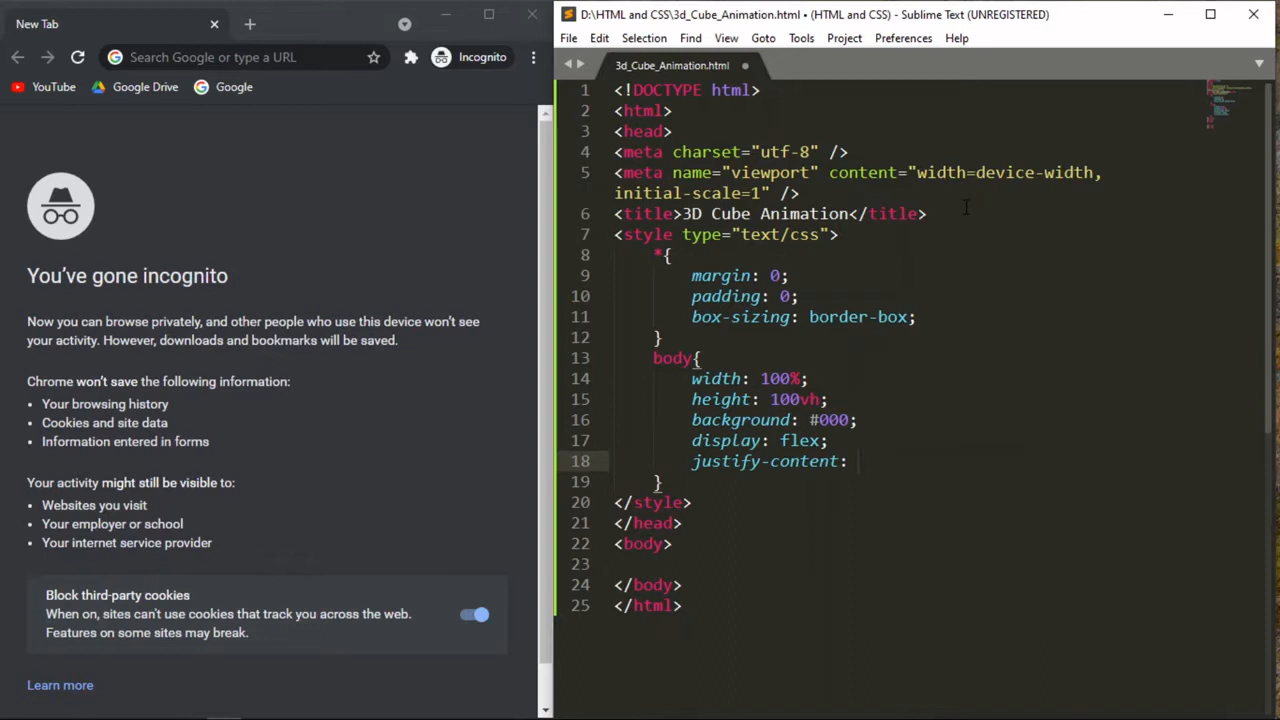 New Tab
Search Google or type a URL
Incognito
YouTube
Google Drive
Google
You've gone incognito
Now you can browse privately, and other people who use this device won't see
your activity. However, downloads and bookmarks will be saved.
Chrome won't save the following information:
• Your browsing history
• Cookies and site data
• Information entered in forms
Your activity might still be visible to:
• Websites you visit
• Your employer or school
• Your internet service provider
Block third-party cookies
When on, sites can't use cookies that track you across the web.
Features on some sites may break.
Learn more
D:\HTML and CSS\3d_Cube_Animation.html • (HTML and CSS) - Sublime Text (UNREGISTERED)
File Edit Selection Find View Goto Tools Project Preferences Help
3d_Cube_Animation.html
1 <!DOCTYPE html>
2 <html>
3 <head>
4 <meta charset="utf-8" />
5 <meta name="viewport" content="width=device-width,
initial-scale=1" />
6 <title>3D Cube Animation</title>
7 <style type="text/css">
8 *{
9 margin: 0;
10 padding: 0;
11 box-sizing: border-box;
12 }
13 body{
14 width: 100%;
15 height: 100vh;
16 background: #000;
17 display: flex;
18 justify-content:
19 }
20 </style>
21 </head>
22 <body>
23
24 </body>
25 </html>